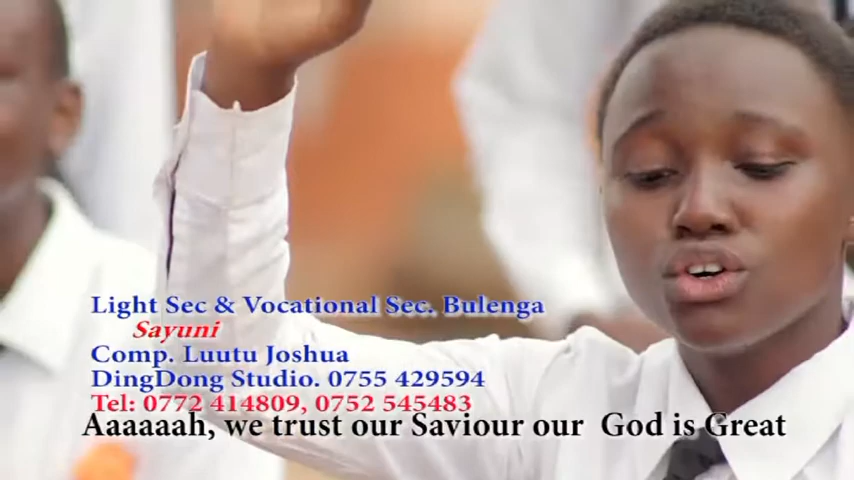 Light Sec & Vocational Sec. Bulenga
Sayuni
Comp. Luutu Joshua
DingDong Studio. 0755 429594
Tel: 0772 414809, 0752 545483
Aaaaaah, we trust our Saviour our God is Great